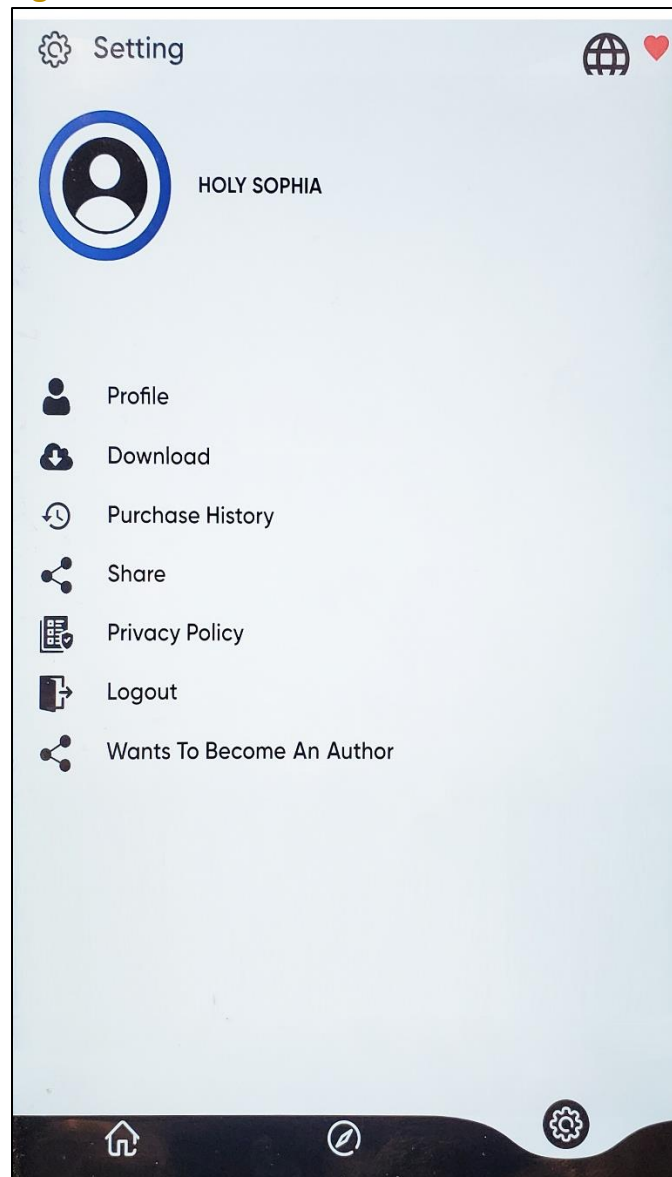 Setting
HOLY SOPHIA
Profile
Download
Purchase History
Share
Privacy Policy
Logout
Wants To Become An Author